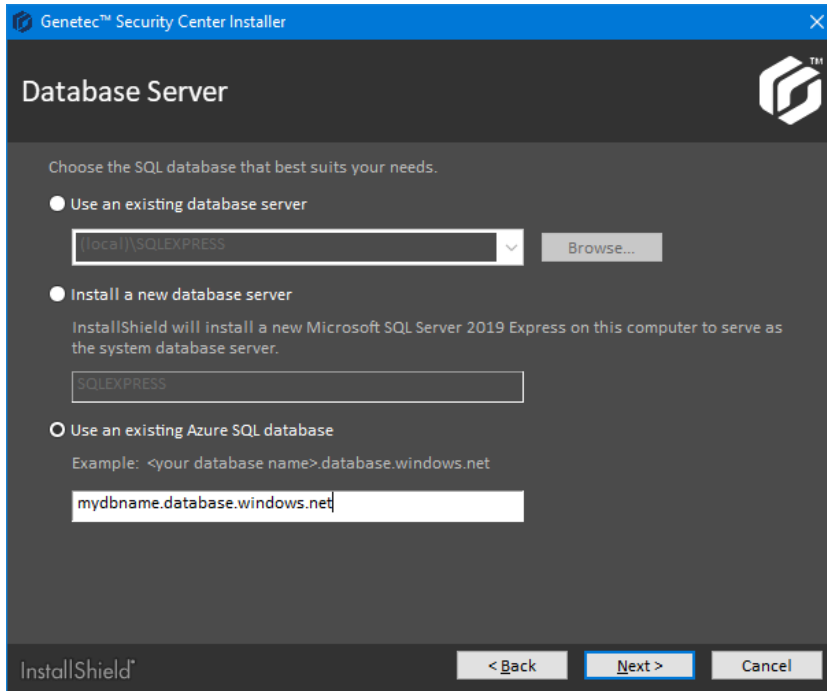 Genetec™ Security Center Installer
Database Server
TM
Choose the SQL database that best suits your needs.
Use an existing database server
(local)\SQLEXPRESS
Browse...
Install a new database server
InstallShield will install a new Microsoft SQL Server 2019 Express on this computer to serve as
the system database server.
SQLEXPRESS
Use an existing Azure SQL database
Example: <your database name>.database.windows.net
mydbname.database.windows.net
InstallShield®
< Back
Next >
Cancel